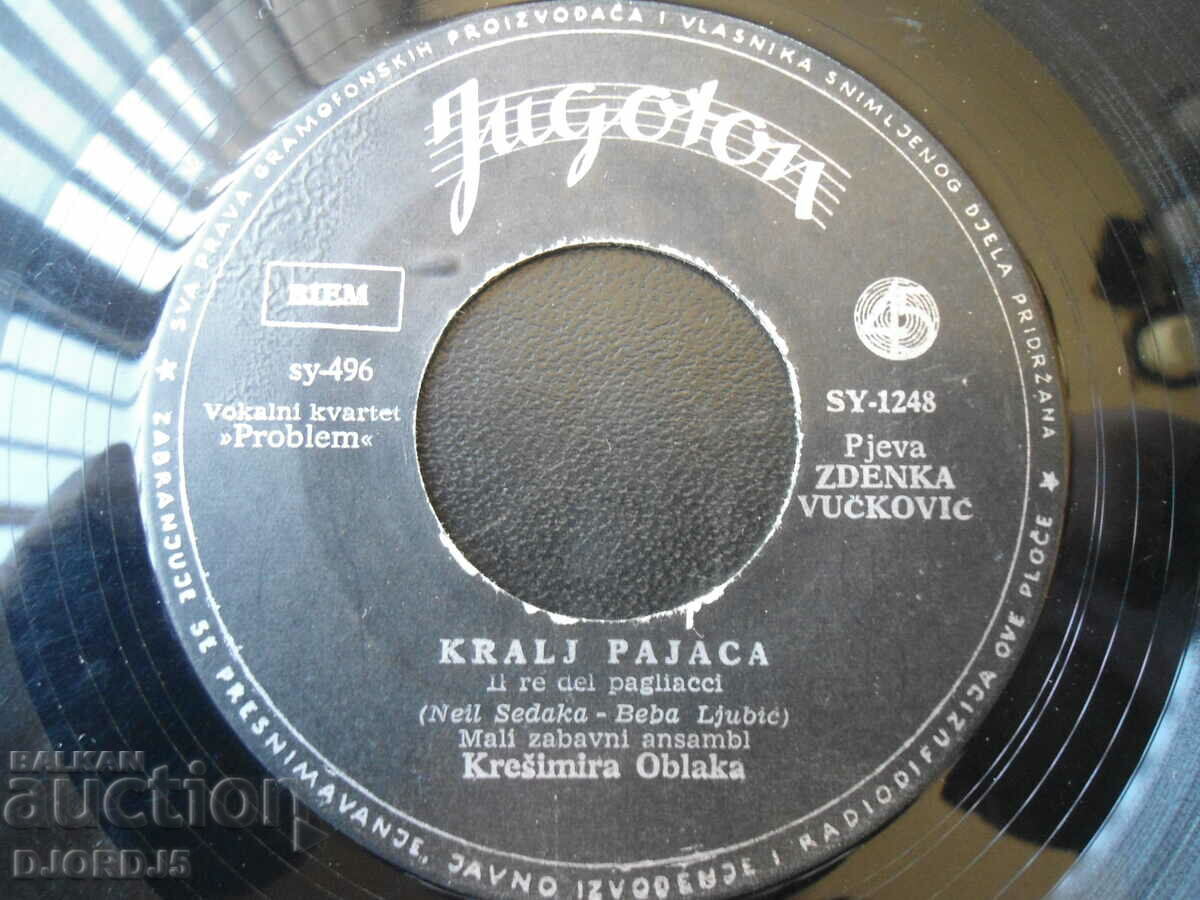 SVA PRAVA GRAMOFONSKIH PROIZVOĐAČA I VLASNIKA SNIMLJENOG DJELA PRIDRŽANA ★ ZABRANJUJE SE PRESNIMAVANJE, JAVNO IZVOĐENJE I RADIODIFUZIJA OVE PLOČE ★
Jugoton
BIEM
sy-496
Vokalni kvartet
»Problem«
SY-1248
Pjeva
ZDENKA
VUČKOVIĆ
KRALJ PAJACA
Il re del pagliacci
(Neil Sedaka - Beba Ljubić)
Mali zabavni ansambl
Krešimira Oblaka
BALKAN
auction
DJORDJ5